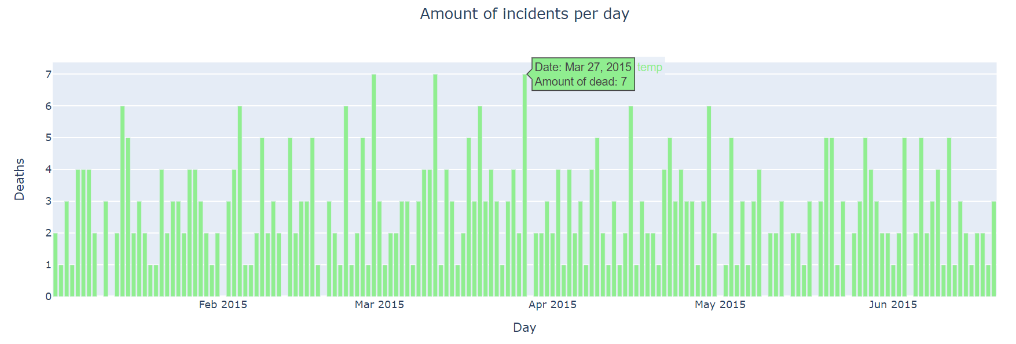 Amount of incidents per day
Date: Mar 27, 2015 temp
Amount of dead: 7
7
6
5
4
3
2
1
0
Deaths
Feb 2015 Mar 2015 Apr 2015 May 2015 Jun 2015
Day